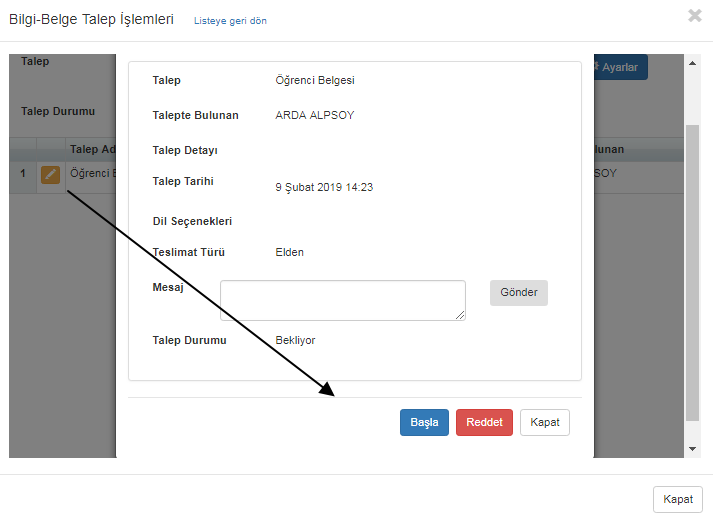 Bilgi-Belge Talep İşlemleri Listeye geri dön
Talep
Ayarlar
Talep Durumu
Talep Ad
lunan
1 Öğrenci B
SOY
Talep Öğrenci Belgesi
Talepte Bulunan ARDA ALPSOY
Talep Detayı
Talep Tarihi 9 Şubat 2019 14:23
Dil Seçenekleri
Teslimat Türü Elden
Mesaj Gönder
Talep Durumu Bekliyor
Başla Reddet Kapat
Kapat